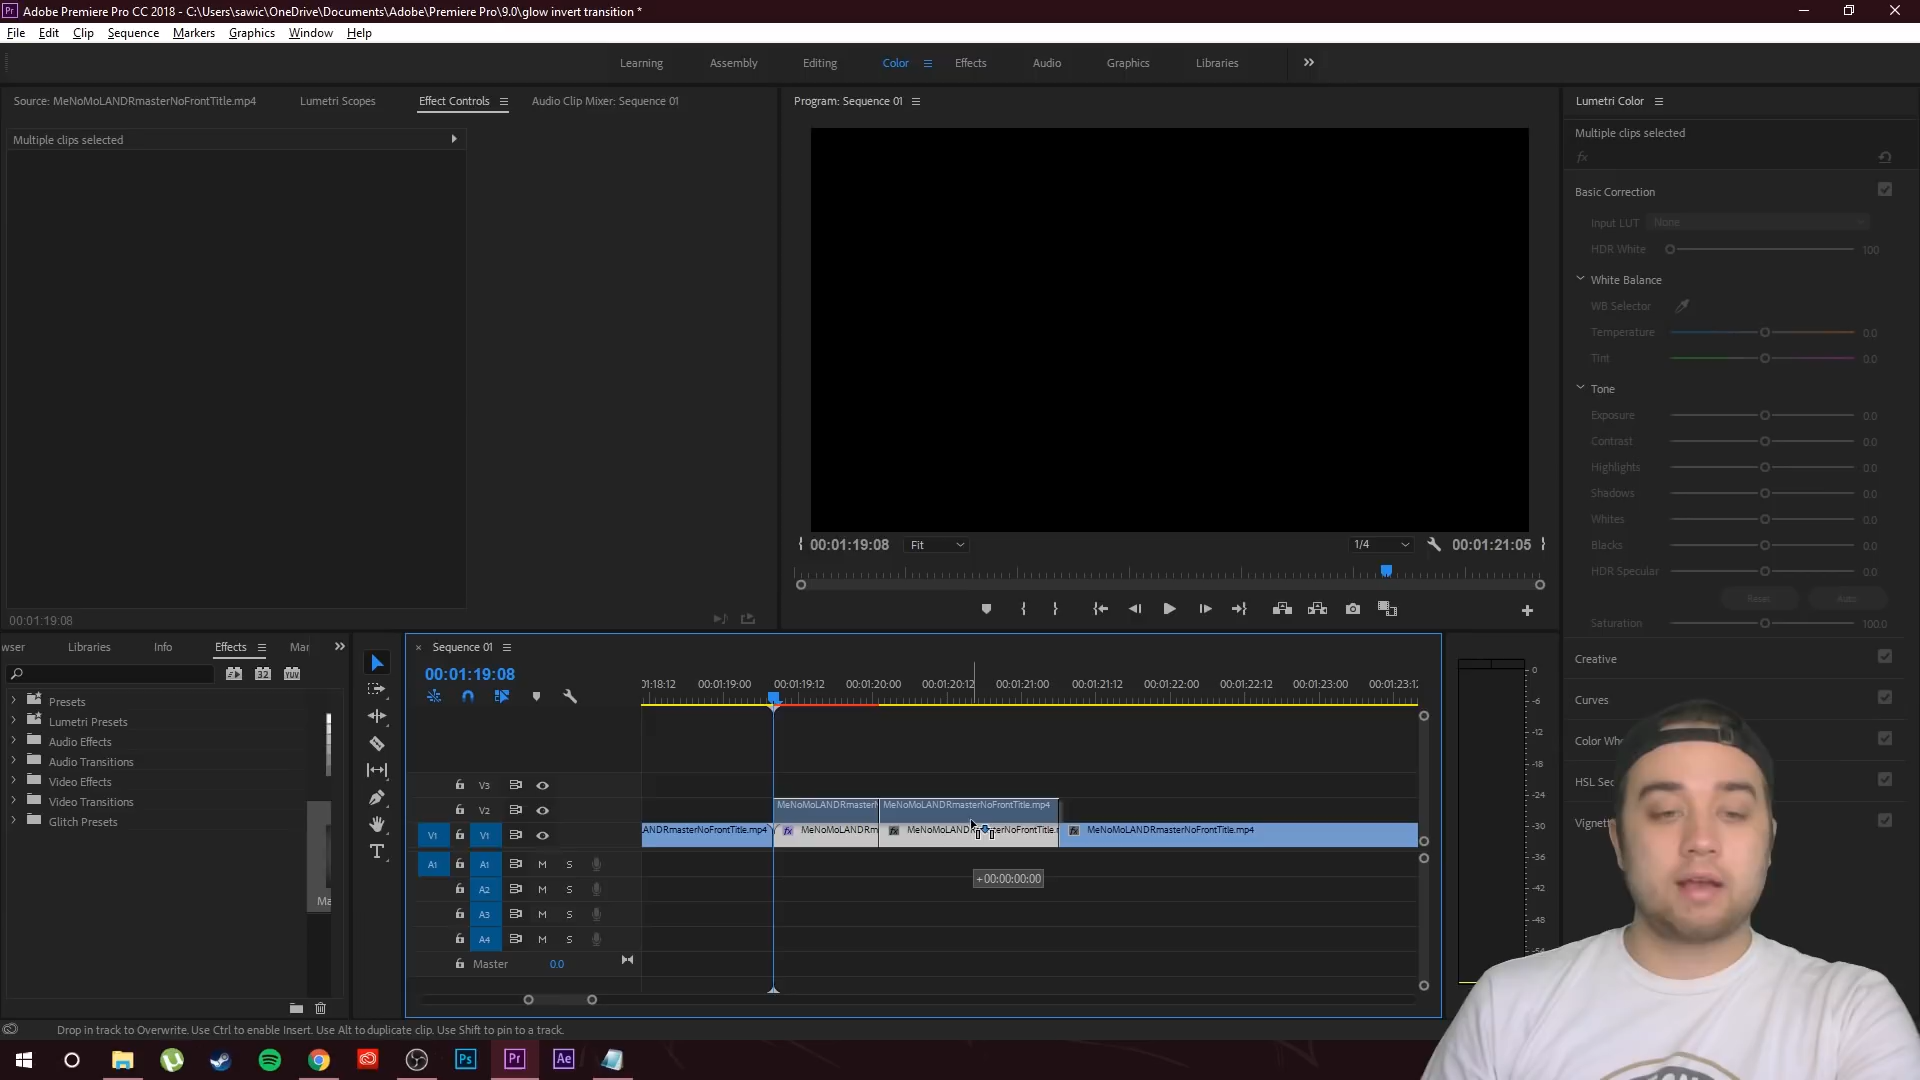 Adobe Premiere Pro CC 2018 - C:\Users\sawic\OneDrive\Documents\Adobe\Premiere Pro\9.0\glow invert transition *
File Edit Clip Sequence Markers Graphics Window Help
Learning Assembly Editing Color Effects Audio Graphics Libraries
Source: MeNoMoLANDRmasterNoFrontTitle.mp4 Lumetri Scopes Effect Controls Audio Clip Mixer: Sequence 01
Program: Sequence 01
Lumetri Color
Multiple clips selected
Multiple clips selected
fx
Basic Correction
Input LUT None
HDR White 100
White Balance
WB Selector
Temperature 0.0
Tint 0.0
Tone
Exposure 0.0
Contrast 0.0
Highlights 0.0
Shadows 0.0
Whites 0.0
Blacks 0.0
HDR Specular 0.0
Reset Auto
Saturation 100.0
Creative
Curves
Color Whe
HSL Sec
Vignett
00:01:19:08 Fit 1/4 00:01:21:05
00:01:19:08
wser Libraries Info Effects Mar
Presets
Lumetri Presets
Audio Effects
Audio Transitions
Video Effects
Video Transitions
Glitch Presets
Ma
Sequence 01
00:01:19:08
01:18:12 00:01:19:00 00:01:19:12 00:01:20:00 00:01:20:12 00:01:21:00 00:01:21:12 00:01:22:00 00:01:22:12 00:01:23:00 00:01:23:12
V3
V2 MeNoMoLANDRmasterN MeNoMoLANDRmasterNoFrontTitle.mp4
V1 V1 ANDRmasterNoFrontTitle.mp4 fx MeNoMoLANDRm fx MeNoMoLANDRmasterNoFrontTitle.r fx MeNoMoLANDRmasterNoFrontTitle.mp4
A1 A1 M S
+00:00:00:00
A2 M S
A3 M S
A4 M S
Master 0.0
0
-6
-12
-18
-24
-30
-36
-42
-48
-54
Drop in track to Overwrite. Use Ctrl to enable Insert. Use Alt to duplicate clip. Use Shift to pin to a track.
Ps Pr Ae